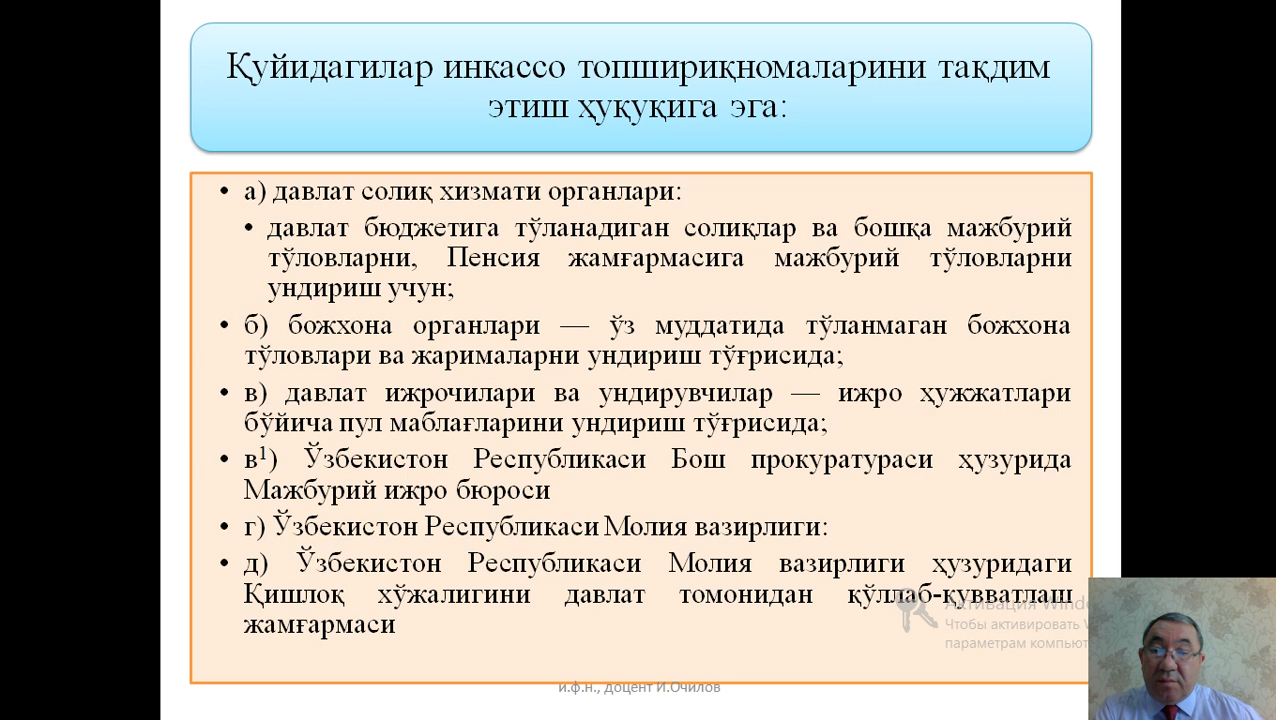 Қуйидагилар инкассо топшириқномаларини тақдим
этиш ҳуқуқига эга:
• а) давлат солиқ хизмати органлари:
• давлат бюджетига тўланадиган солиқлар ва бошқа мажбурий
тўловларни, Пенсия жамғармасига мажбурий тўловларни
ундириш учун;
• б) божхона органлари — ўз муддатида тўланмаган божхона
тўловлари ва жарималарни ундириш тўғрисида;
• в) давлат ижрочилари ва ундирувчилар — ижро ҳужжатлари
бўйича пул маблағларини ундириш тўғрисида;
• в¹) Ўзбекистон Республикаси Бош прокуратураси ҳузурида
Мажбурий ижро бюроси
• г) Ўзбекистон Республикаси Молия вазирлиги:
• д) Ўзбекистон Республикаси Молия вазирлиги ҳузуридаги
Қишлоқ хўжалигини давлат томонидан қўллаб-қувватлаш
жамғармаси
Активация Windo
Чтобы активировать
параметрам компьют
и.ф.н., доцент И.Очилов